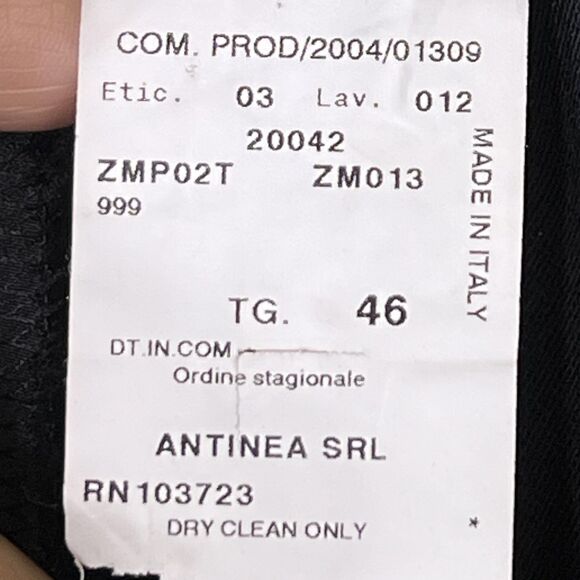 COM. PROD/2004/01309
Etic. 03 Lav. 012
20042
ZMP02T ZM013
999
MADE IN ITALY
TG. 46
DT.IN.COM
Ordine stagionale
ANTINEA SRL
RN103723
DRY CLEAN ONLY *